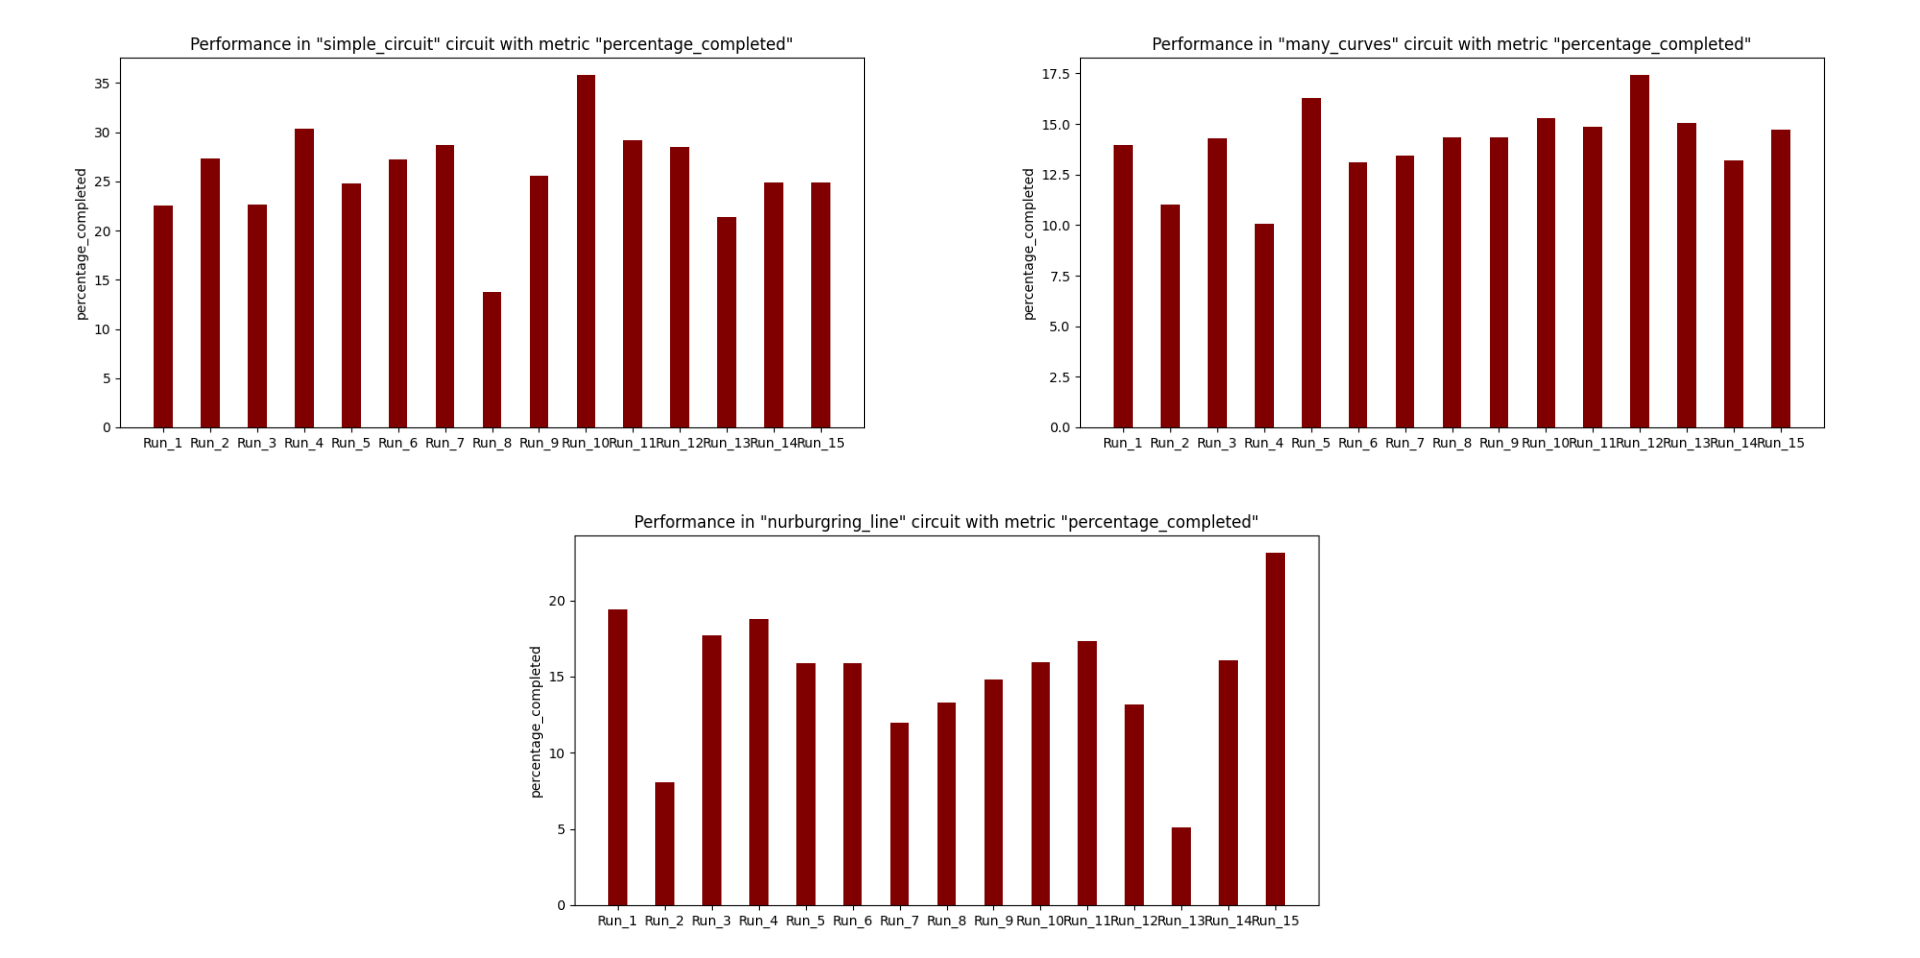 Performance in "simple_circuit" circuit with metric "percentage_completed"
percentage_completed
35
30
25
20
15
10
5
0
Run_1 Run_2 Run_3 Run_4 Run_5 Run_6 Run_7 Run_8 Run_9 Run_10 Run_11 Run_12 Run_13 Run_14 Run_15
Performance in "many_curves" circuit with metric "percentage_completed"
percentage_completed
17.5
15.0
12.5
10.0
7.5
5.0
2.5
0.0
Run_1 Run_2 Run_3 Run_4 Run_5 Run_6 Run_7 Run_8 Run_9 Run_10 Run_11 Run_12 Run_13 Run_14 Run_15
Performance in "nurburgring_line" circuit with metric "percentage_completed"
percentage_completed
20
15
10
5
0
Run_1 Run_2 Run_3 Run_4 Run_5 Run_6 Run_7 Run_8 Run_9 Run_10 Run_11 Run_12 Run_13 Run_14 Run_15